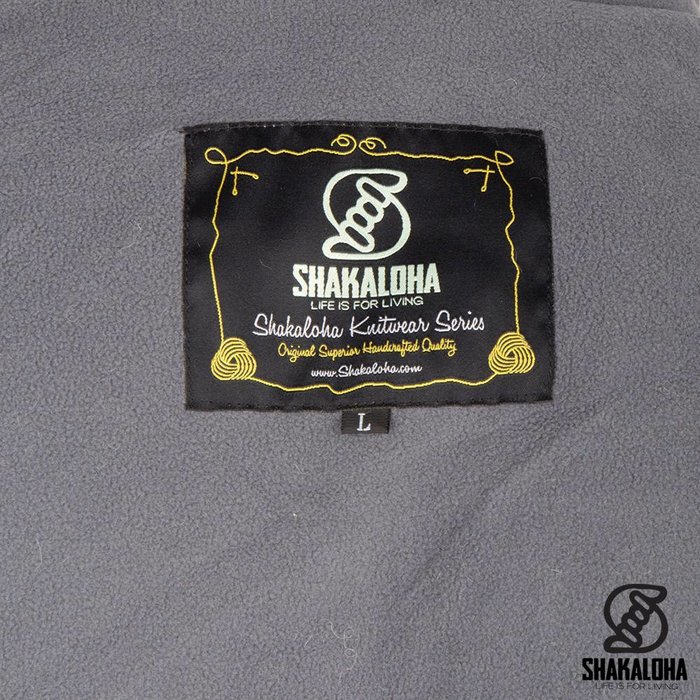 SHAKALOHA
LIFE IS FOR LIVING
Shakaloha Knitwear Series
Original Superior Handcrafted Quality
www.Shakaloha.com
L
SHAKALOHA
LIFE IS FOR LIVING